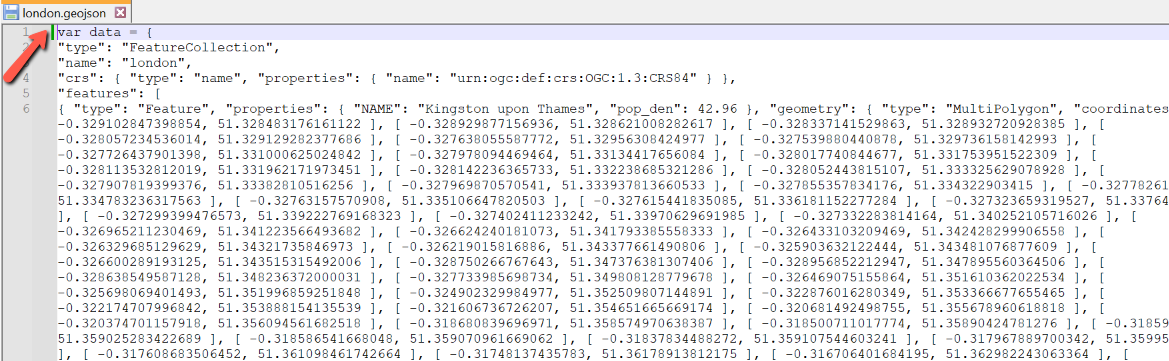 london.geojson
1 var data = {
2 "type": "FeatureCollection",
3 "name": "london",
4 "crs": { "type": "name", "properties": { "name": "urn:ogc:def:crs:OGC:1.3:CRS84" } },
5 "features": [
6 { "type": "Feature", "properties": { "NAME": "Kingston upon Thames", "pop_den": 42.96 }, "geometry": { "type": "MultiPolygon", "coordinates
-0.329102847398854, 51.328483176161122 ], [ -0.328929877156936, 51.328621008282617 ], [ -0.328337141529863, 51.328932720928385 ], [
-0.328057234536014, 51.329129282377686 ], [ -0.327638055587772, 51.32956308424977 ], [ -0.327539880440878, 51.329736158142993 ], [
-0.327726437901398, 51.331000625024842 ], [ -0.327978094469464, 51.33134417656084 ], [ -0.328017740844677, 51.331753951522309 ], [
-0.328113532812019, 51.331962171973451 ], [ -0.328142236365733, 51.332238685321286 ], [ -0.328052443815107, 51.333325629078928 ], [
-0.327907819399376, 51.33382810516256 ], [ -0.327969870570541, 51.333937813660533 ], [ -0.327855357834176, 51.334322903415 ], [ -0.32778261
51.334783236317563 ], [ -0.32763157570908, 51.335106647820503 ], [ -0.327615441835085, 51.336181152277284 ], [ -0.327323659319527, 51.33764
], [ -0.327299399476573, 51.339222769168323 ], [ -0.327402411233242, 51.33970629691985 ], [ -0.327332283814164, 51.340252105716026 ], [
-0.326965211230469, 51.341223566493682 ], [ -0.326624240181073, 51.341793385558333 ], [ -0.326433103209469, 51.342428299906558 ], [
-0.326329685129629, 51.34321735846973 ], [ -0.326219015816886, 51.343377661490806 ], [ -0.325903632122444, 51.343481076877609 ], [
-0.326600289193125, 51.343515315492006 ], [ -0.328750266767643, 51.347376381307406 ], [ -0.328956852212947, 51.347895560364506 ], [
-0.328638549587128, 51.348236372000031 ], [ -0.327733985698734, 51.349808128779678 ], [ -0.326469075155864, 51.351610362022534 ], [
-0.325698069401493, 51.351996859251848 ], [ -0.324902329984977, 51.352509807144891 ], [ -0.322876016280349, 51.353366677655465 ], [
-0.322174707996842, 51.353888154135539 ], [ -0.321606736726207, 51.354651665669174 ], [ -0.320681492498755, 51.355678960618818 ], [
-0.320374701157918, 51.356094561682518 ], [ -0.318680839696971, 51.358574970638387 ], [ -0.318500711017774, 51.35890424781276 ], [ -0.31859
51.359025283422689 ], [ -0.318586541668048, 51.359070961669062 ], [ -0.31837834488272, 51.359107544603241 ], [ -0.317967889700342, 51.35995
], [ -0.317608683506452, 51.361098461742664 ], [ -0.31748137435783, 51.36178913812175 ], [ -0.316706401684195, 51.362982243063364 ], [